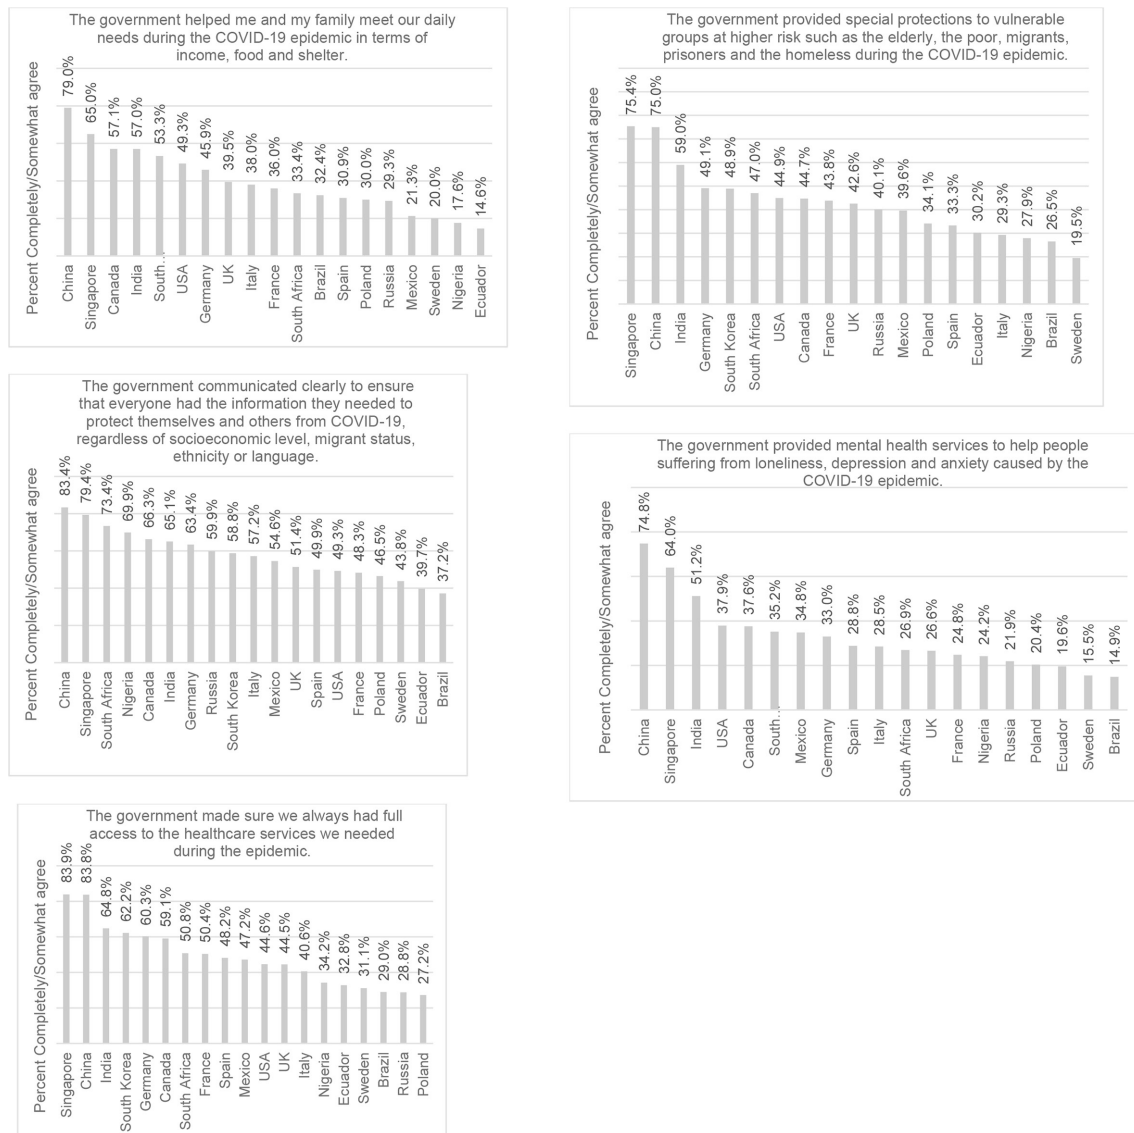 The government helped me and my family meet our daily
needs during the COVID-19 epidemic in terms of
income, food and shelter.
Percent Completely/Somewhat agree
79.0%
65.0%
57.1%
57.0%
53.3%
49.3%
45.9%
39.5%
38.0%
36.0%
33.4%
32.4%
30.9%
30.0%
29.3%
21.3%
20.0%
17.6%
14.6%
China
Singapore
Canada
India
South...
USA
Germany
UK
Italy
France
South Africa
Brazil
Spain
Poland
Russia
Mexico
Sweden
Nigeria
Ecuador
The government provided special protections to vulnerable
groups at higher risk such as the elderly, the poor, migrants,
prisoners and the homeless during the COVID-19 epidemic.
Percent Completely/Somewhat agree
75.4%
75.0%
59.0%
49.1%
48.9%
47.0%
44.9%
44.7%
43.8%
42.6%
40.1%
39.6%
34.1%
33.3%
30.2%
29.3%
27.9%
26.5%
19.5%
Singapore
China
India
Germany
South Korea
South Africa
USA
Canada
France
UK
Russia
Mexico
Poland
Spain
Ecuador
Italy
Nigeria
Brazil
Sweden
The government communicated clearly to ensure
that everyone had the information they needed to
protect themselves and others from COVID-19,
regardless of socioeconomic level, migrant status,
ethnicity or language.
Percent Completely/Somewhat agree
83.4%
79.4%
73.4%
69.9%
66.3%
65.1%
63.4%
59.9%
58.8%
57.2%
54.6%
51.4%
49.9%
49.3%
48.3%
46.5%
43.8%
39.7%
37.2%
China
Singapore
South Africa
Nigeria
Canada
India
Germany
Russia
South Korea
Italy
Mexico
UK
Spain
USA
France
Poland
Sweden
Ecuador
Brazil
The government provided mental health services to help people
suffering from loneliness, depression and anxiety caused by the
COVID-19 epidemic.
Percent Completely/Somewhat agree
74.8%
64.0%
51.2%
37.9%
37.6%
35.2%
34.8%
33.0%
28.8%
28.5%
26.9%
26.6%
24.8%
24.2%
21.9%
20.4%
19.6%
15.5%
14.9%
China
Singapore
India
USA
Canada
South...
Mexico
Germany
Spain
Italy
South Africa
UK
France
Nigeria
Russia
Poland
Ecuador
Sweden
Brazil
The government made sure we always had full
access to the healthcare services we needed
during the epidemic.
Percent Completely/Somewhat agree
83.9%
83.8%
64.8%
62.2%
60.3%
59.1%
50.8%
50.4%
48.2%
47.2%
44.6%
44.5%
40.6%
34.2%
32.8%
31.1%
29.0%
28.8%
27.2%
Singapore
China
India
South Korea
Germany
Canada
South Africa
France
Spain
Mexico
USA
UK
Italy
Nigeria
Ecuador
Sweden
Brazil
Russia
Poland